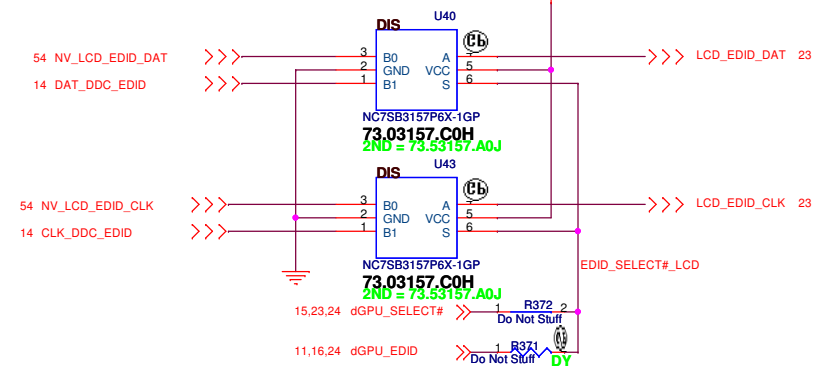 U40
DIS
54 NV_LCD_EDID_DAT
3 B0 A LCD_EDID_DAT 23
2 GND VCC 5
14 DAT_DDC_EDID
1 B1 S 6
NC7SB3157P6X-1GP
73.03157.C0H
2ND = 73.53157.A0J
U43
DIS
54 NV_LCD_EDID_CLK
3 B0 A LCD_EDID_CLK 23
2 GND VCC 5
14 CLK_DDC_EDID
1 B1 S 6
NC7SB3157P6X-1GP
EDID_SELECT#_LCD
73.03157.C0H
2ND = 73.53157.A0J
15,23,24 dGPU_SELECT# 1 R372 2
Do Not Stuff
11,16,24 dGPU_EDID 1 R371
Do Not Stuff
DY